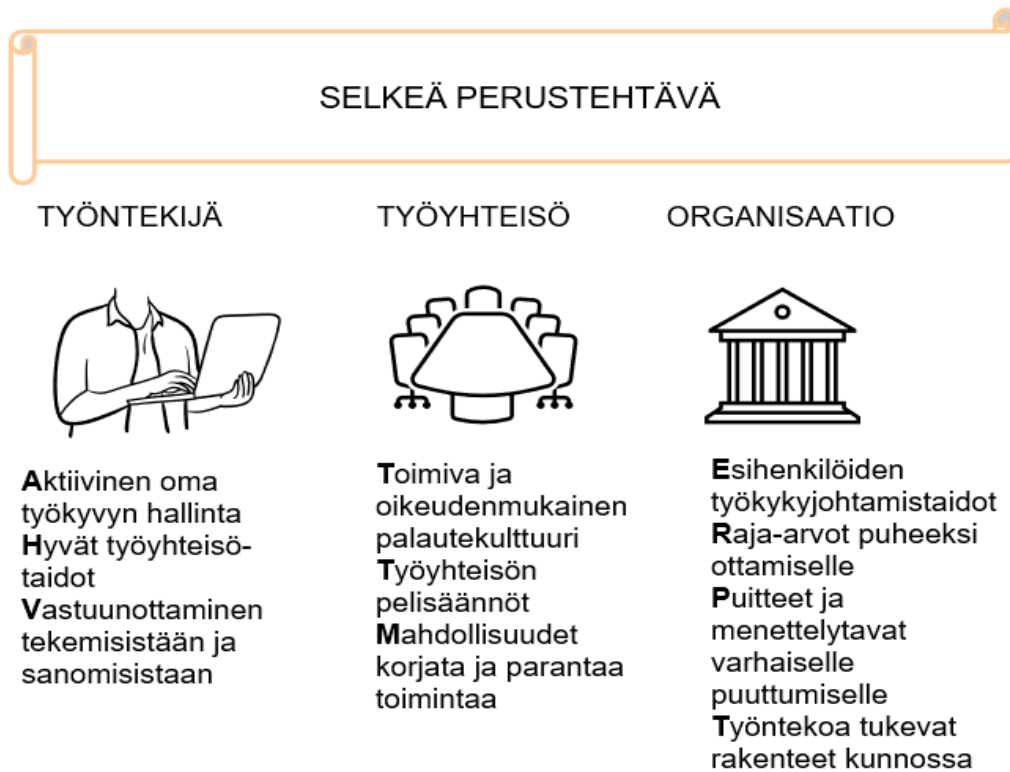 SELKEÄ PERUSTEHTÄVÄ
TYÖNTEKIJÄ
Aktiivinen oma
työkyvyn hallinta
Hyvät työyhteisö-
taidot
Vastuunottaminen
tekemisistään ja
sanomisistaan
TYÖYHTEISÖ
Toimiva ja
oikeudenmukainen
palautekulttuuri
Työyhteisön
pelisäännöt
Mahdollisuudet
korjata ja parantaa
toimintaa
ORGANISAATIO
Esihenkilöiden
työkykyjohtamistaidot
Raja-arvot puheeksi
ottamiselle
Puitteet ja
menettelytavat
varhaiselle
puuttumiselle
Työntekoa tukevat
rakenteet kunnossa